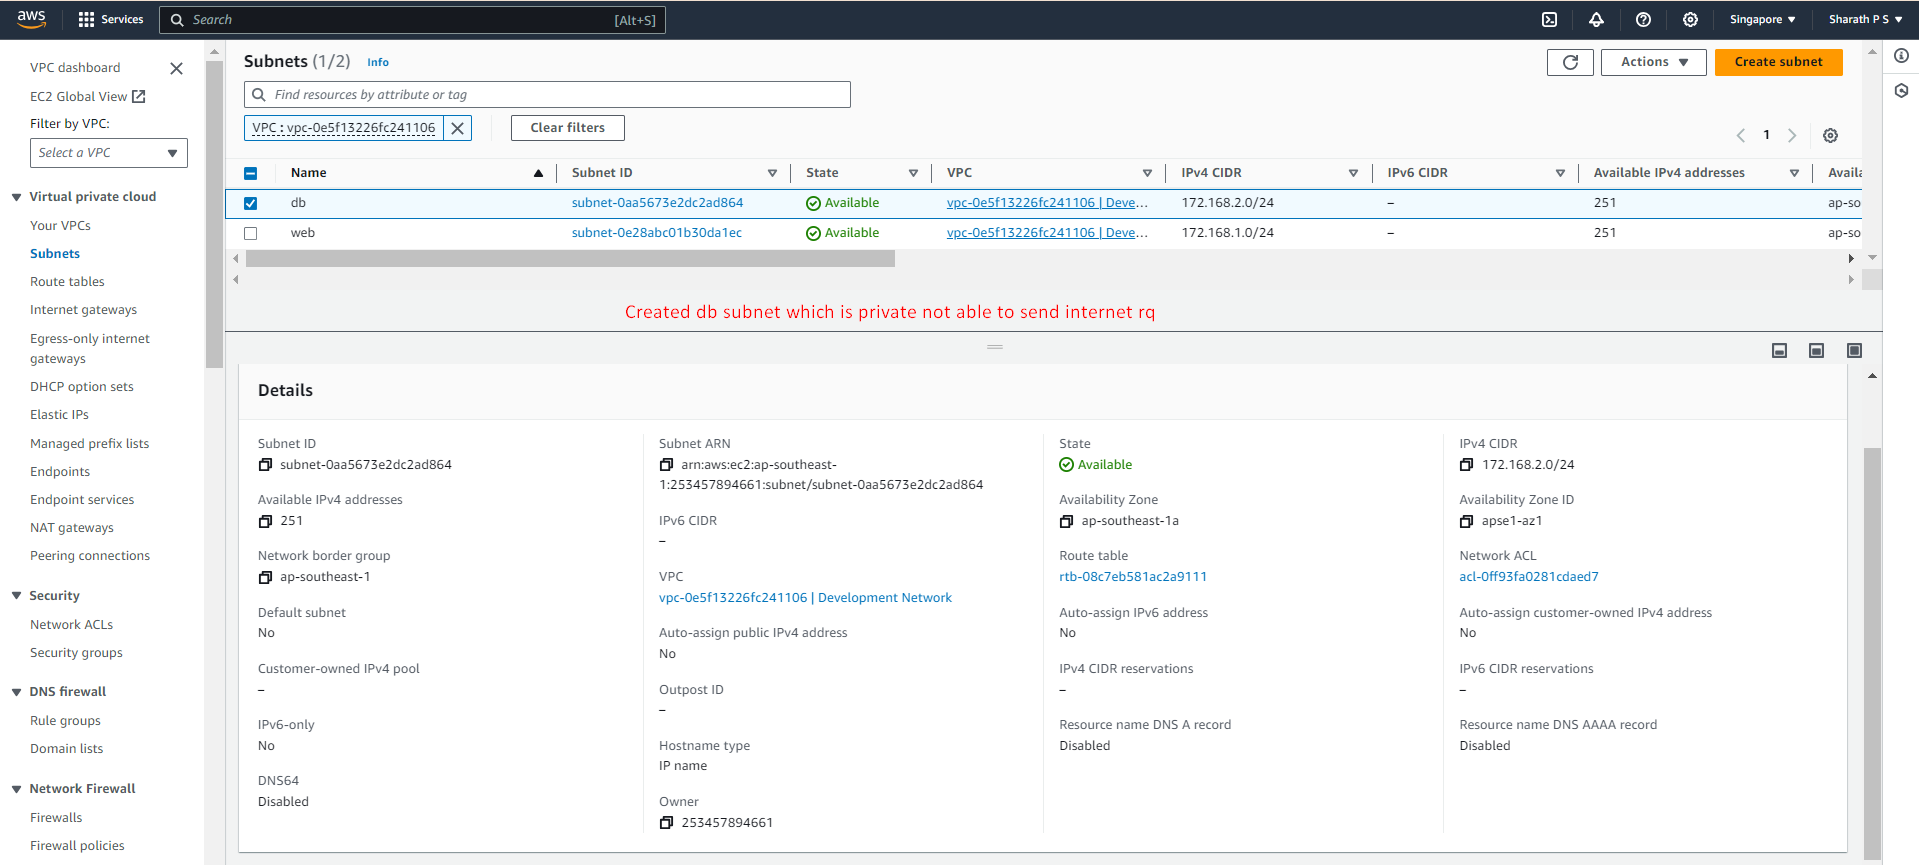 aws Services Search [Alt+S] Singapore ▼ Sharath P S ▼
VPC dashboard
EC2 Global View
Filter by VPC:
Select a VPC
Virtual private cloud
Your VPCs
Subnets
Route tables
Internet gateways
Egress-only internet
gateways
DHCP option sets
Elastic IPs
Managed prefix lists
Endpoints
Endpoint services
NAT gateways
Peering connections
Security
Network ACLs
Security groups
DNS firewall
Rule groups
Domain lists
Network Firewall
Firewalls
Firewall policies
Subnets (1/2) Info
Actions Create subnet
Find resources by attribute or tag
VPC : vpc-0e5f13226fc241106 Clear filters
1
Name Subnet ID State VPC IPv4 CIDR IPv6 CIDR Available IPv4 addresses Availa
db subnet-0aa5673e2dc2ad864 Available vpc-0e5f13226fc241106 | Deve... 172.168.2.0/24 – 251 ap-so
web subnet-0e28abc01b30da1ec Available vpc-0e5f13226fc241106 | Deve... 172.168.1.0/24 – 251 ap-so
Created db subnet which is private not able to send internet rq
Details
Subnet ID
subnet-0aa5673e2dc2ad864
Available IPv4 addresses
251
Network border group
ap-southeast-1
Default subnet
No
Customer-owned IPv4 pool
–
IPv6-only
No
DNS64
Disabled
Subnet ARN
arn:aws:ec2:ap-southeast-
1:253457894661:subnet/subnet-0aa5673e2dc2ad864
IPv6 CIDR
–
VPC
vpc-0e5f13226fc241106 | Development Network
Auto-assign public IPv4 address
No
Outpost ID
–
Hostname type
IP name
Owner
253457894661
State
Available
Availability Zone
ap-southeast-1a
Route table
rtb-08c7eb581ac2a9111
Auto-assign IPv6 address
No
IPv4 CIDR reservations
–
Resource name DNS A record
Disabled
IPv4 CIDR
172.168.2.0/24
Availability Zone ID
apse1-az1
Network ACL
acl-0ff93fa0281cdaed7
Auto-assign customer-owned IPv4 address
No
IPv6 CIDR reservations
–
Resource name DNS AAAA record
Disabled